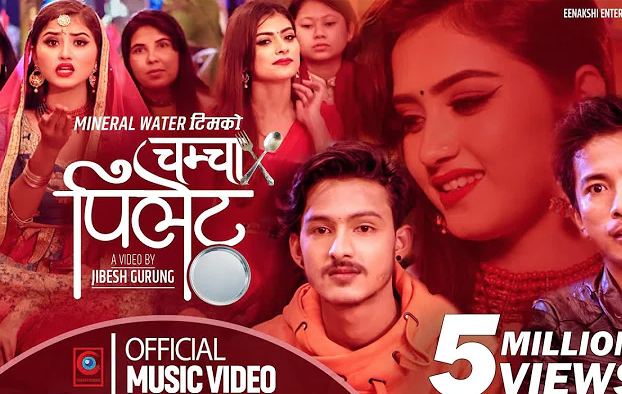 EENAKSHI ENTER
MINERAL WATER टिमको
चम्चा
पिलेट
A VIDEO BY
JIBESH GURUNG
OFFICIAL
MUSIC VIDEO
5 MILLION
VIEWS